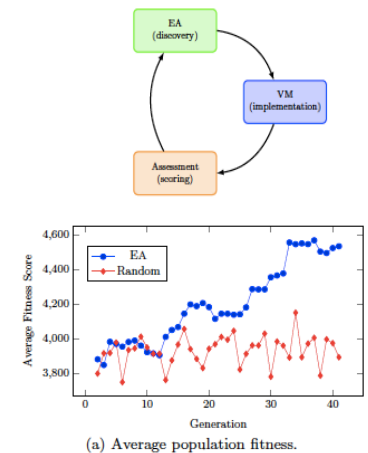 EA
(discovery)
VM
(implementation)
Assessment
(scoring)
4,600
4,400
4,200
4,000
3,800
Average Fitness Score
EA
Random
0
10
20
30
40
Generation
(a) Average population fitness.